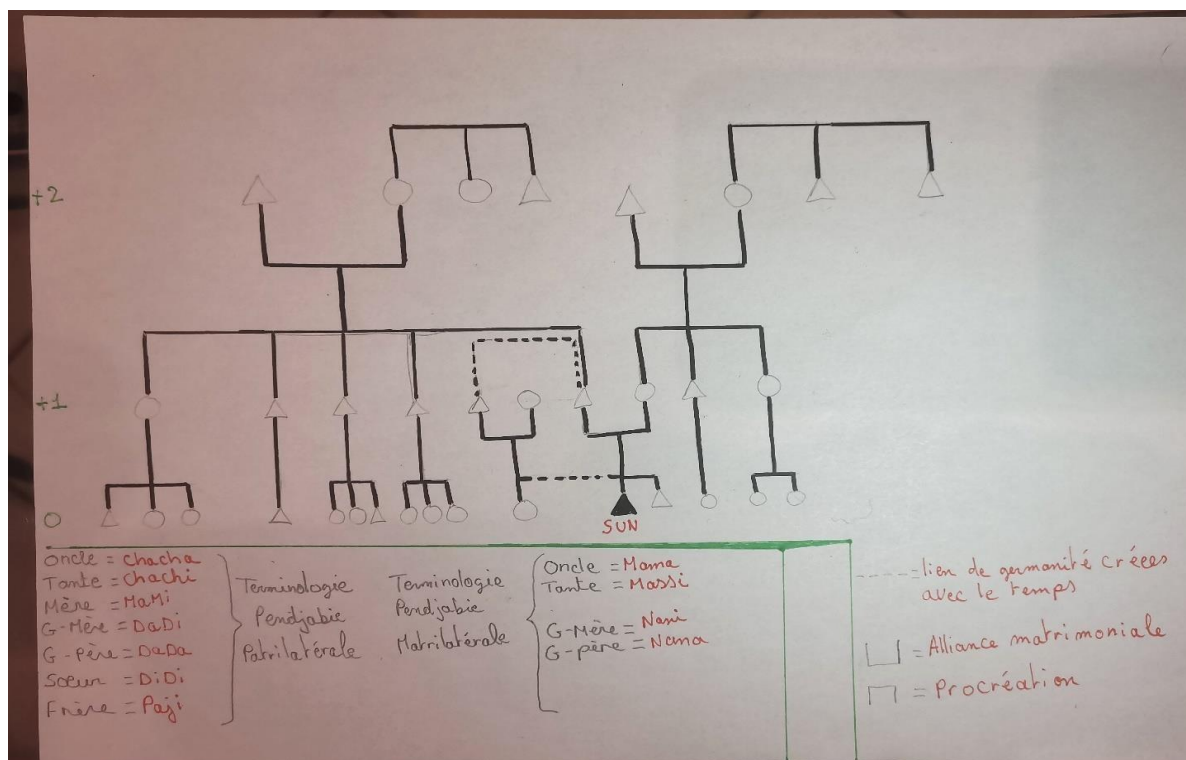 +2
+1
0
SUN
Oncle = Chacha
Tante = Chachi
Mère = MaMi
G-Mère = DaDi
G-Père = DaDa
Soeur = DiDi
Frère = Paji
Terminologie
Pendjabie
Patrilatérale
Terminologie
Pendjabie
Matrilatérale
Oncle = Mama
Tante = Massi
G-Mère = Nani
G-père = Nana
----- = lien de germanité créées
avec le temps
= Alliance matrimoniale
= Procréation